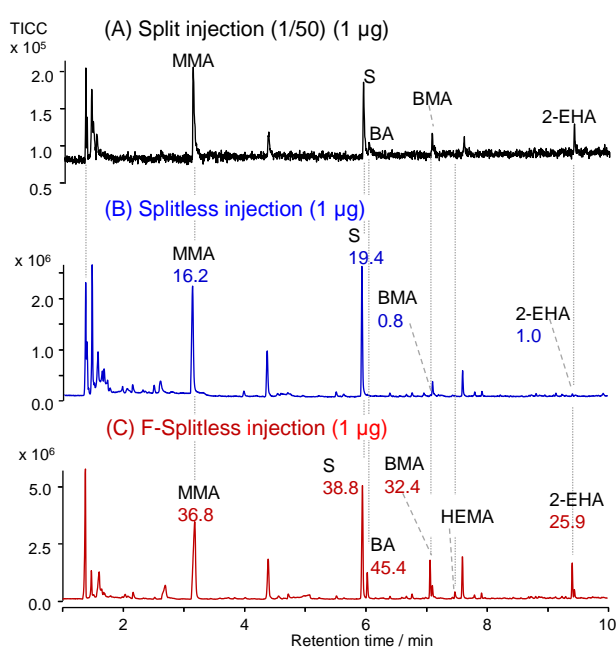 TICC
x 10⁵
(A) Split injection (1/50) (1 µg)
MMA
S
BA
BMA
2-EHA
2.0
1.5
1.0
0.5
(B) Splitless injection (1 µg)
x 10⁶
MMA
16.2
S
19.4
BMA
0.8
2-EHA
1.0
2.0
1.0
0.0
(C) F-Splitless injection (1 µg)
x 10⁶
MMA
36.8
S
38.8
BA
45.4
BMA
32.4
HEMA
2-EHA
25.9
5.0
2.5
0.0
2 4 6 8 10
Retention time / min